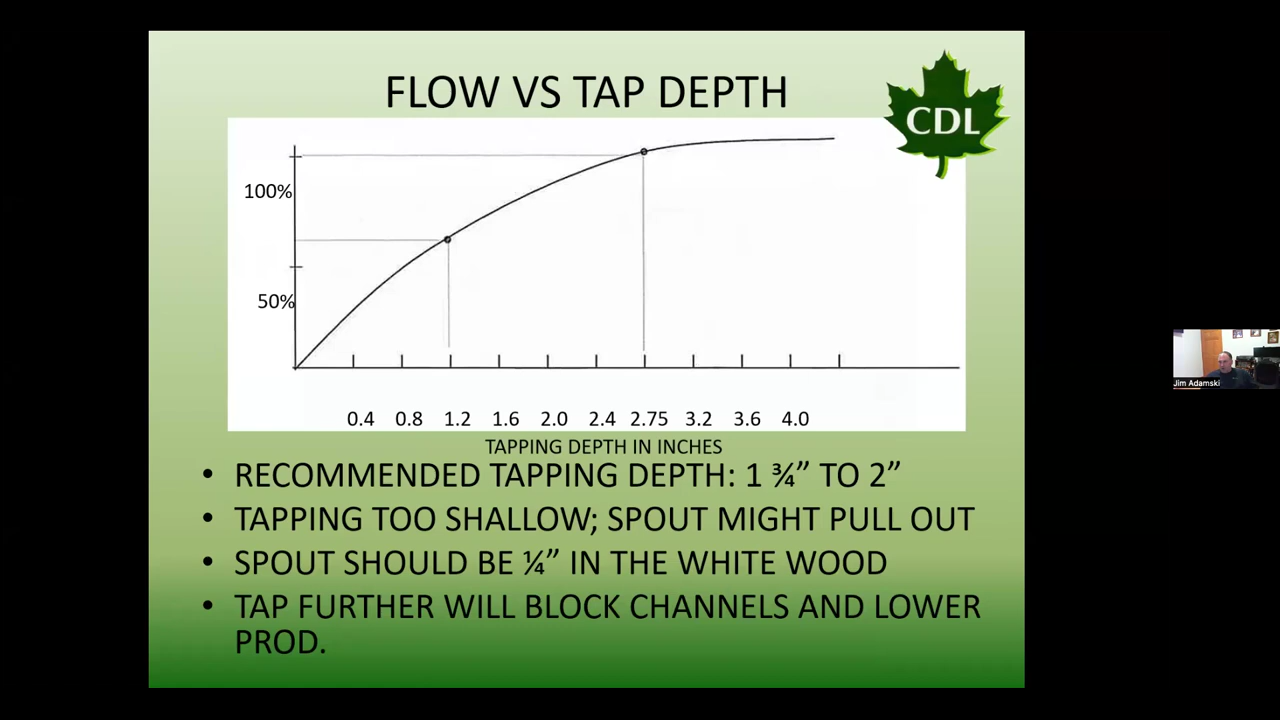 FLOW VS TAP DEPTH
CDL
100%
50%
0.4 0.8 1.2 1.6 2.0 2.4 2.75 3.2 3.6 4.0
TAPPING DEPTH IN INCHES
• RECOMMENDED TAPPING DEPTH: 1 ¾” TO 2”
• TAPPING TOO SHALLOW; SPOUT MIGHT PULL OUT
• SPOUT SHOULD BE ¼” IN THE WHITE WOOD
• TAP FURTHER WILL BLOCK CHANNELS AND LOWER
PROD.
Jim Adamski